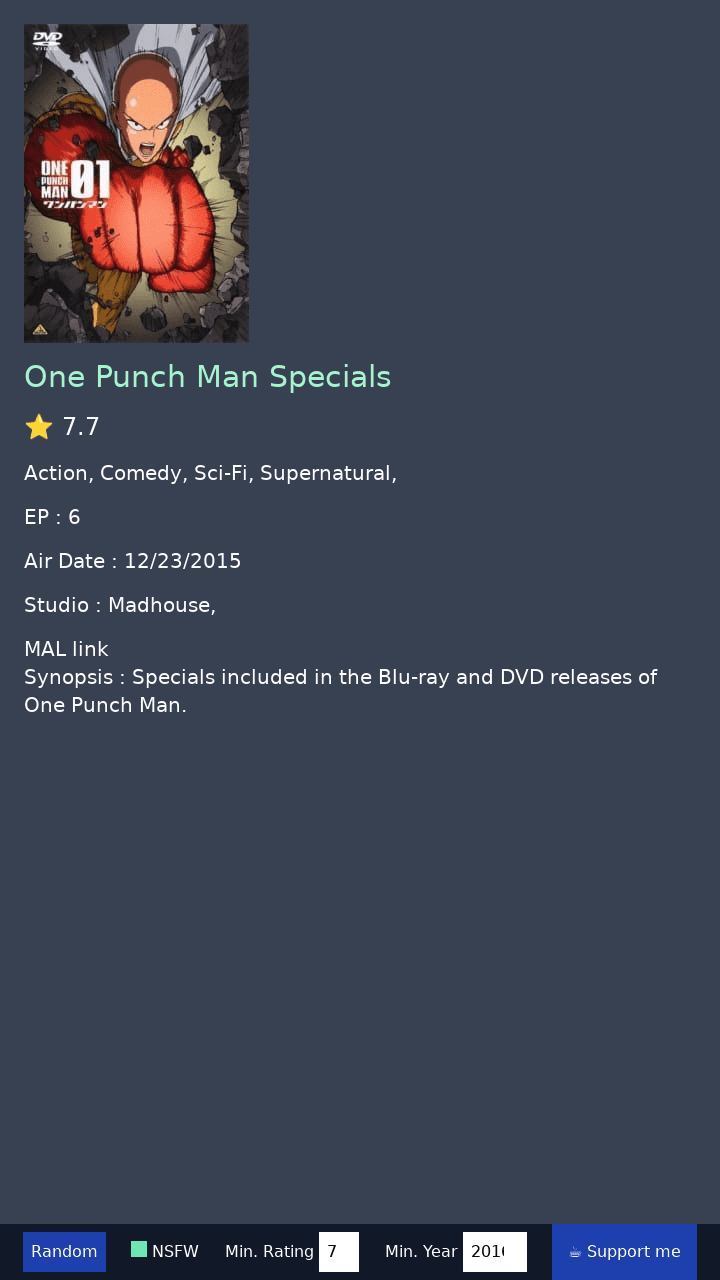 DVD
VIDEO
ONE
PUNCH
MAN
01
ワンパンマン
One Punch Man Specials
⭐ 7.7
Action, Comedy, Sci-Fi, Supernatural,
EP : 6
Air Date : 12/23/2015
Studio : Madhouse,
MAL link
Synopsis : Specials included in the Blu-ray and DVD releases of
One Punch Man.
Random NSFW Min. Rating 7 Min. Year ☕ Support me